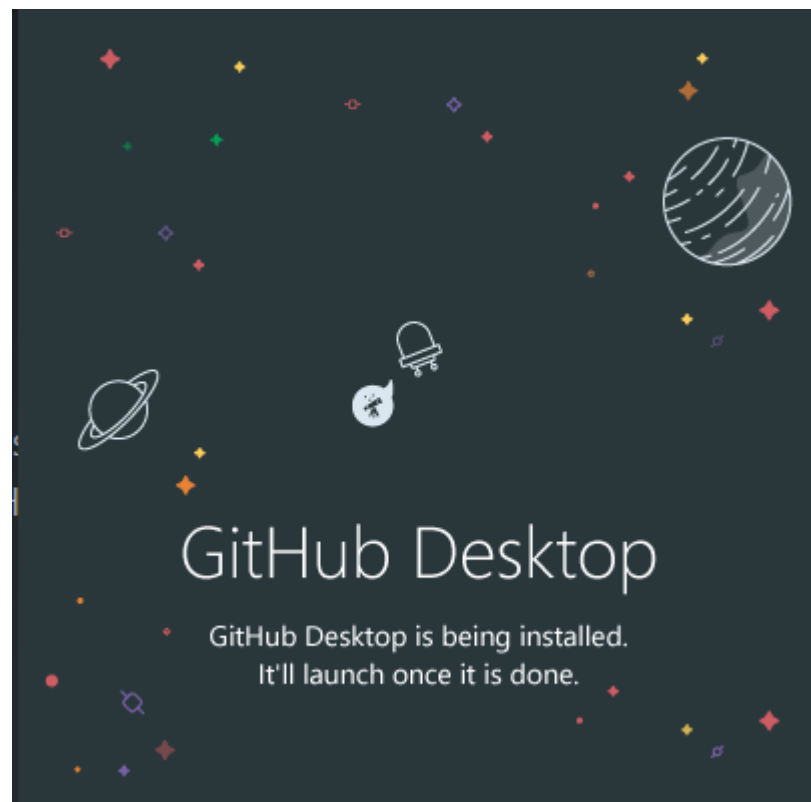 GitHub Desktop
GitHub Desktop is being installed.
It'll launch once it is done.